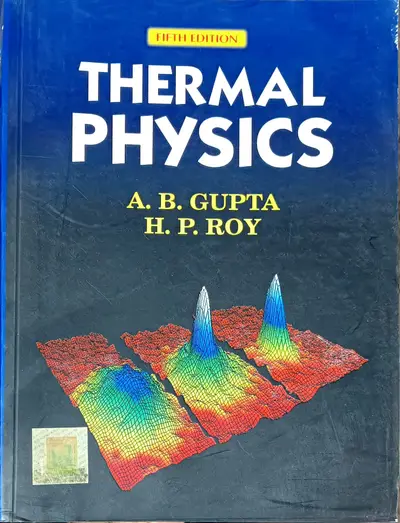 FIFTH EDITION
THERMAL
PHYSICS
A. B. GUPTA
H. P. ROY